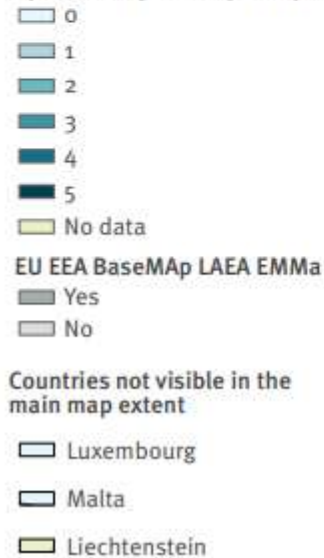 0
1
2
3
4
5
No data
EU EEA BaseMAp LAEA EMMa
Yes
No
Countries not visible in the
main map extent
Luxembourg
Malta
Liechtenstein